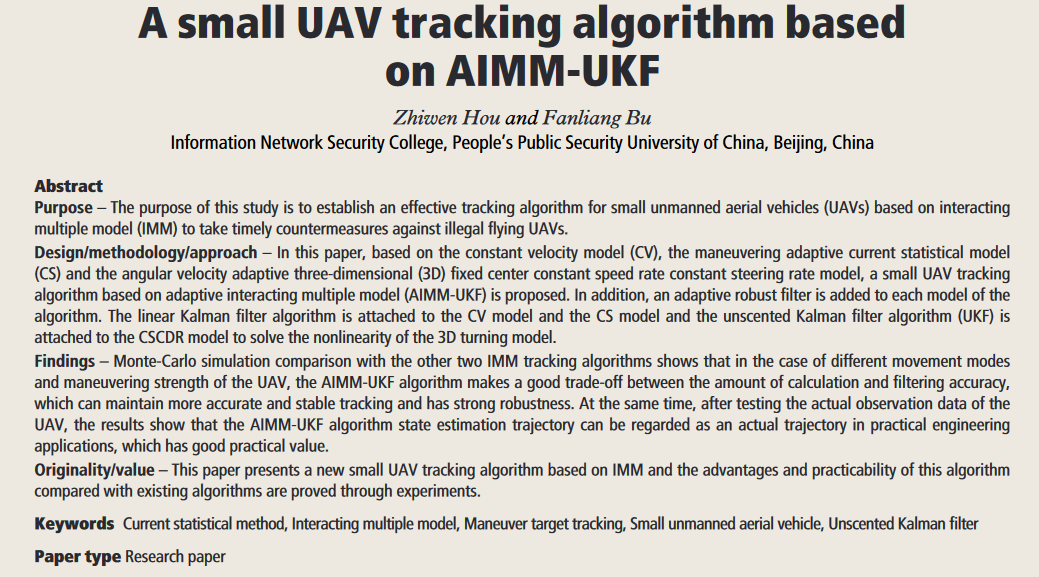 A small UAV tracking algorithm based
on AIMM-UKF
Zhiwen Hou and Fanliang Bu
Information Network Security College, People's Public Security University of China, Beijing, China
Abstract
Purpose – The purpose of this study is to establish an effective tracking algorithm for small unmanned aerial vehicles (UAVs) based on interacting
multiple model (IMM) to take timely countermeasures against illegal flying UAVs.
Design/methodology/approach – In this paper, based on the constant velocity model (CV), the maneuvering adaptive current statistical model
(CS) and the angular velocity adaptive three-dimensional (3D) fixed center constant speed rate constant steering rate model, a small UAV tracking
algorithm based on adaptive interacting multiple model (AIMM-UKF) is proposed. In addition, an adaptive robust filter is added to each model of the
algorithm. The linear Kalman filter algorithm is attached to the CV model and the CS model and the unscented Kalman filter algorithm (UKF) is
attached to the CSCDR model to solve the nonlinearity of the 3D turning model.
Findings – Monte-Carlo simulation comparison with the other two IMM tracking algorithms shows that in the case of different movement modes
and maneuvering strength of the UAV, the AIMM-UKF algorithm makes a good trade-off between the amount of calculation and filtering accuracy,
which can maintain more accurate and stable tracking and has strong robustness. At the same time, after testing the actual observation data of the
UAV, the results show that the AIMM-UKF algorithm state estimation trajectory can be regarded as an actual trajectory in practical engineering
applications, which has good practical value.
Originality/value – This paper presents a new small UAV tracking algorithm based on IMM and the advantages and practicability of this algorithm
compared with existing algorithms are proved through experiments.
Keywords Current statistical method, Interacting multiple model, Maneuver target tracking, Small unmanned aerial vehicle, Unscented Kalman filter
Paper type Research paper